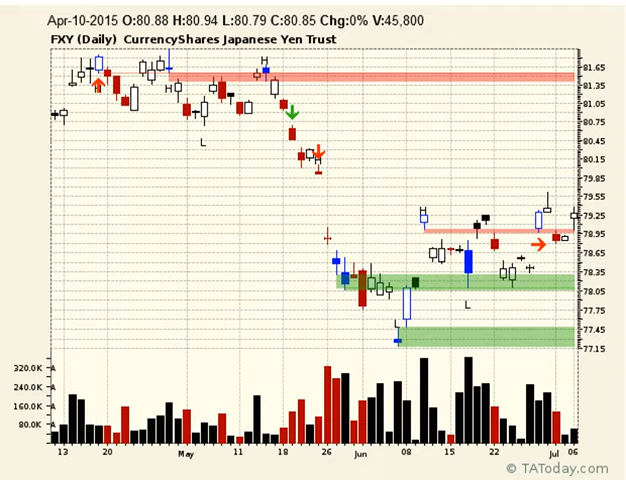 Apr-10-2015 O:80.88 H:80.94 L:80.79 C:80.85 Chg:0% V:45,800
FXY (Daily) CurrencyShares Japanese Yen Trust
H
81.65
81.35
81.05
80.75
80.45
80.15
79.85
79.55
79.25
78.95
78.65
78.35
78.05
77.75
77.45
77.15
H
H
L
H
H
L
L
320.0K A
A
240.0K A
A
160.0K A
A
80.0K A
13 20 May 11 18 26 Jun 08 15 22 Jul 06
© TAToday.com